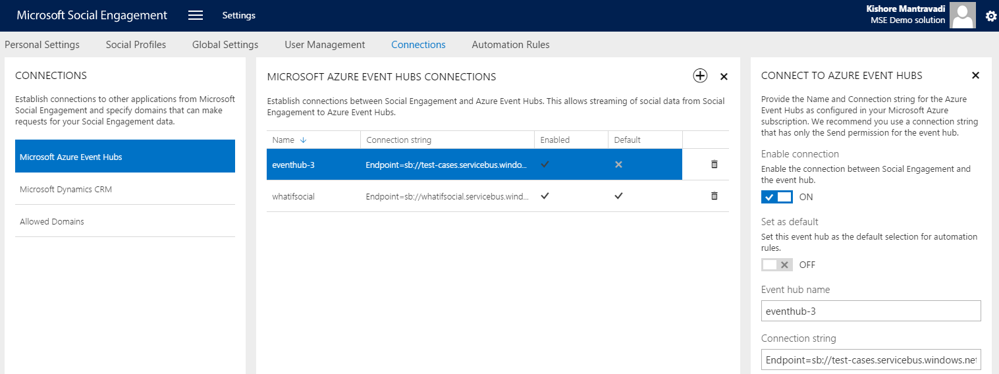 Microsoft Social Engagement
Settings
Kishore Mantravadi
MSE Demo solution
Personal Settings
Social Profiles
Global Settings
User Management
Connections
Automation Rules
CONNECTIONS
Establish connections to other applications from Microsoft
Social Engagement and specify domains that can make
requests for your Social Engagement data.
Microsoft Azure Event Hubs
Microsoft Dynamics CRM
Allowed Domains
MICROSOFT AZURE EVENT HUBS CONNECTIONS
Establish connections between Social Engagement and Azure Event Hubs. This allows streaming of social data from Social
Engagement to Azure Event Hubs.
Name Connection string Enabled Default
eventhub-3 Endpoint=sb://test-cases.servicebus.windo...
whatifsocial Endpoint=sb://whatifsocial.servicebus.wind...
CONNECT TO AZURE EVENT HUBS
Provide the Name and Connection string for the Azure
Event Hubs as configured in your Microsoft Azure
subscription. We recommend you use a connection string
that has only the Send permission for the event hub.
Enable connection
Enable the connection between Social Engagement and
the event hub.
ON
Set as default
Set this event hub as the default selection for automation
rules.
OFF
Event hub name
eventhub-3
Connection string
Endpoint=sb://test-cases.servicebus.windows.net